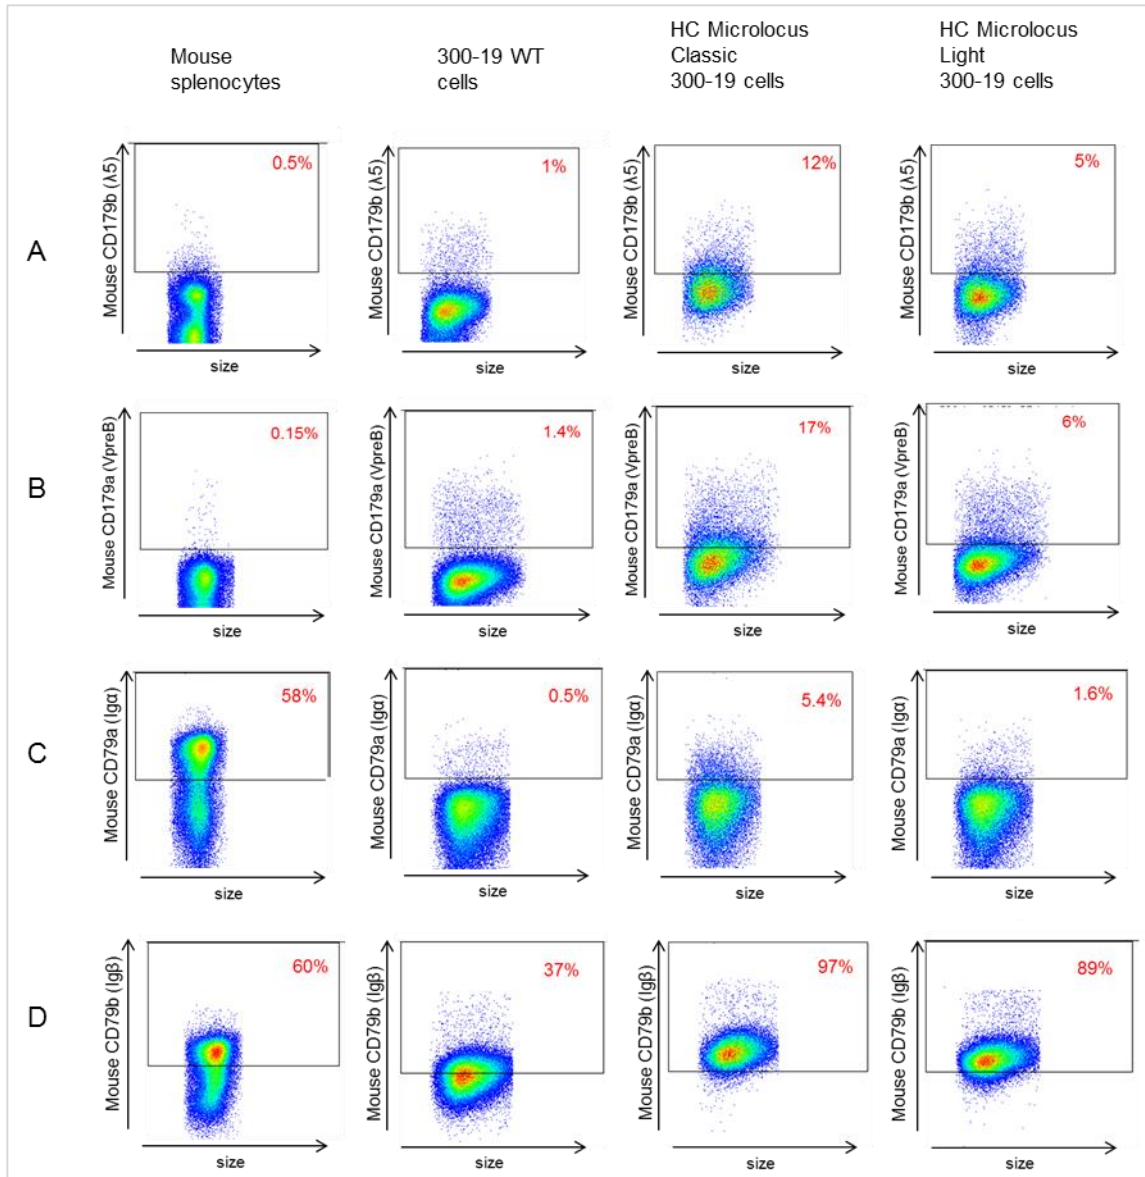 Mouse
splenocytes
300-19 WT
cells
HC Microlocus
Classic
300-19 cells
HC Microlocus
Light
300-19 cells
A
Mouse CD179b (λ5)
0.5%
size
Mouse CD179b (λ5)
1%
size
Mouse CD179b (λ5)
12%
size
Mouse CD179b (λ5)
5%
size
B
Mouse CD179a (VpreB)
0.15%
size
Mouse CD179a (VpreB)
1.4%
size
Mouse CD179a (VpreB)
17%
size
Mouse CD179a (VpreB)
6%
size
C
Mouse CD79a (Igα)
58%
size
Mouse CD79a (Igα)
0.5%
size
Mouse CD79a (Igα)
5.4%
size
Mouse CD79a (Igα)
1.6%
size
D
Mouse CD79b (Igβ)
60%
size
Mouse CD79b (Igβ)
37%
size
Mouse CD79b (Igβ)
97%
size
Mouse CD79b (Igβ)
89%
size